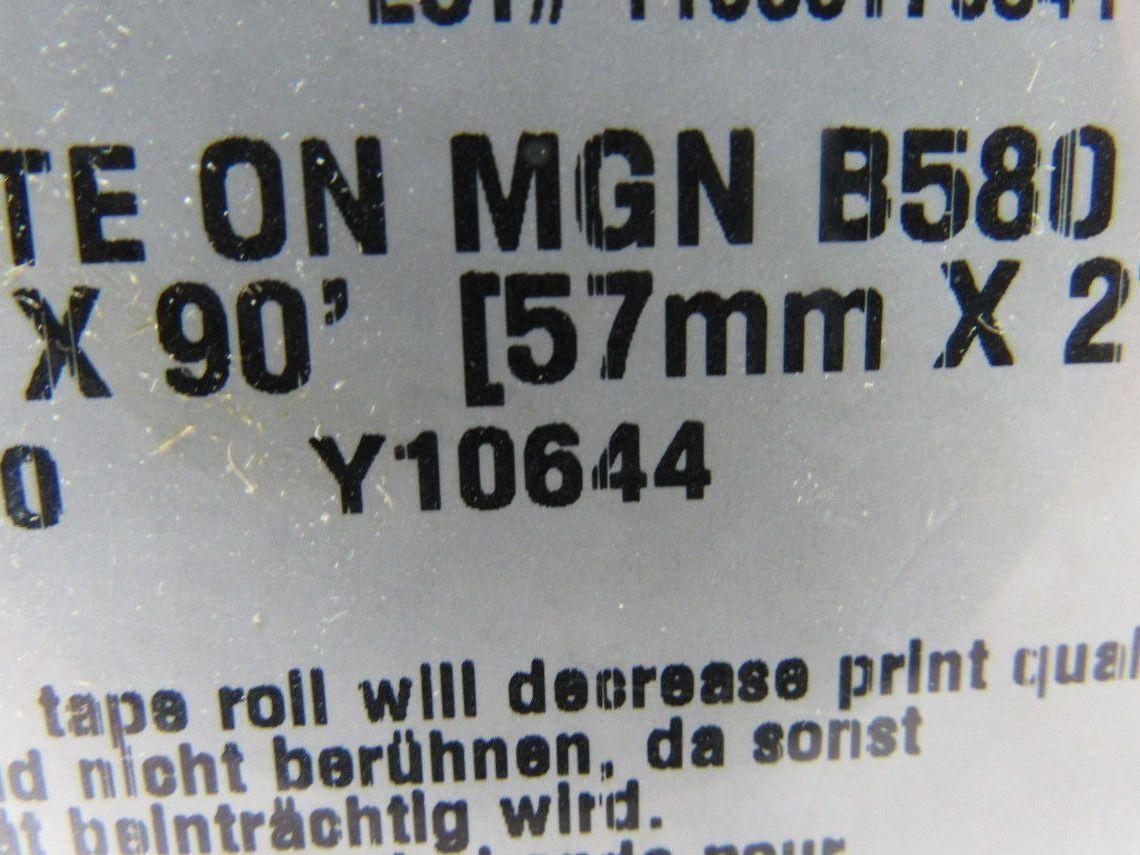 TE ON MGN B580
X 90' [57mm X 2
0 Y10644
tape roll will decrease print qual
d nicht berühnen, da sonst
ät beinträchtig wird.